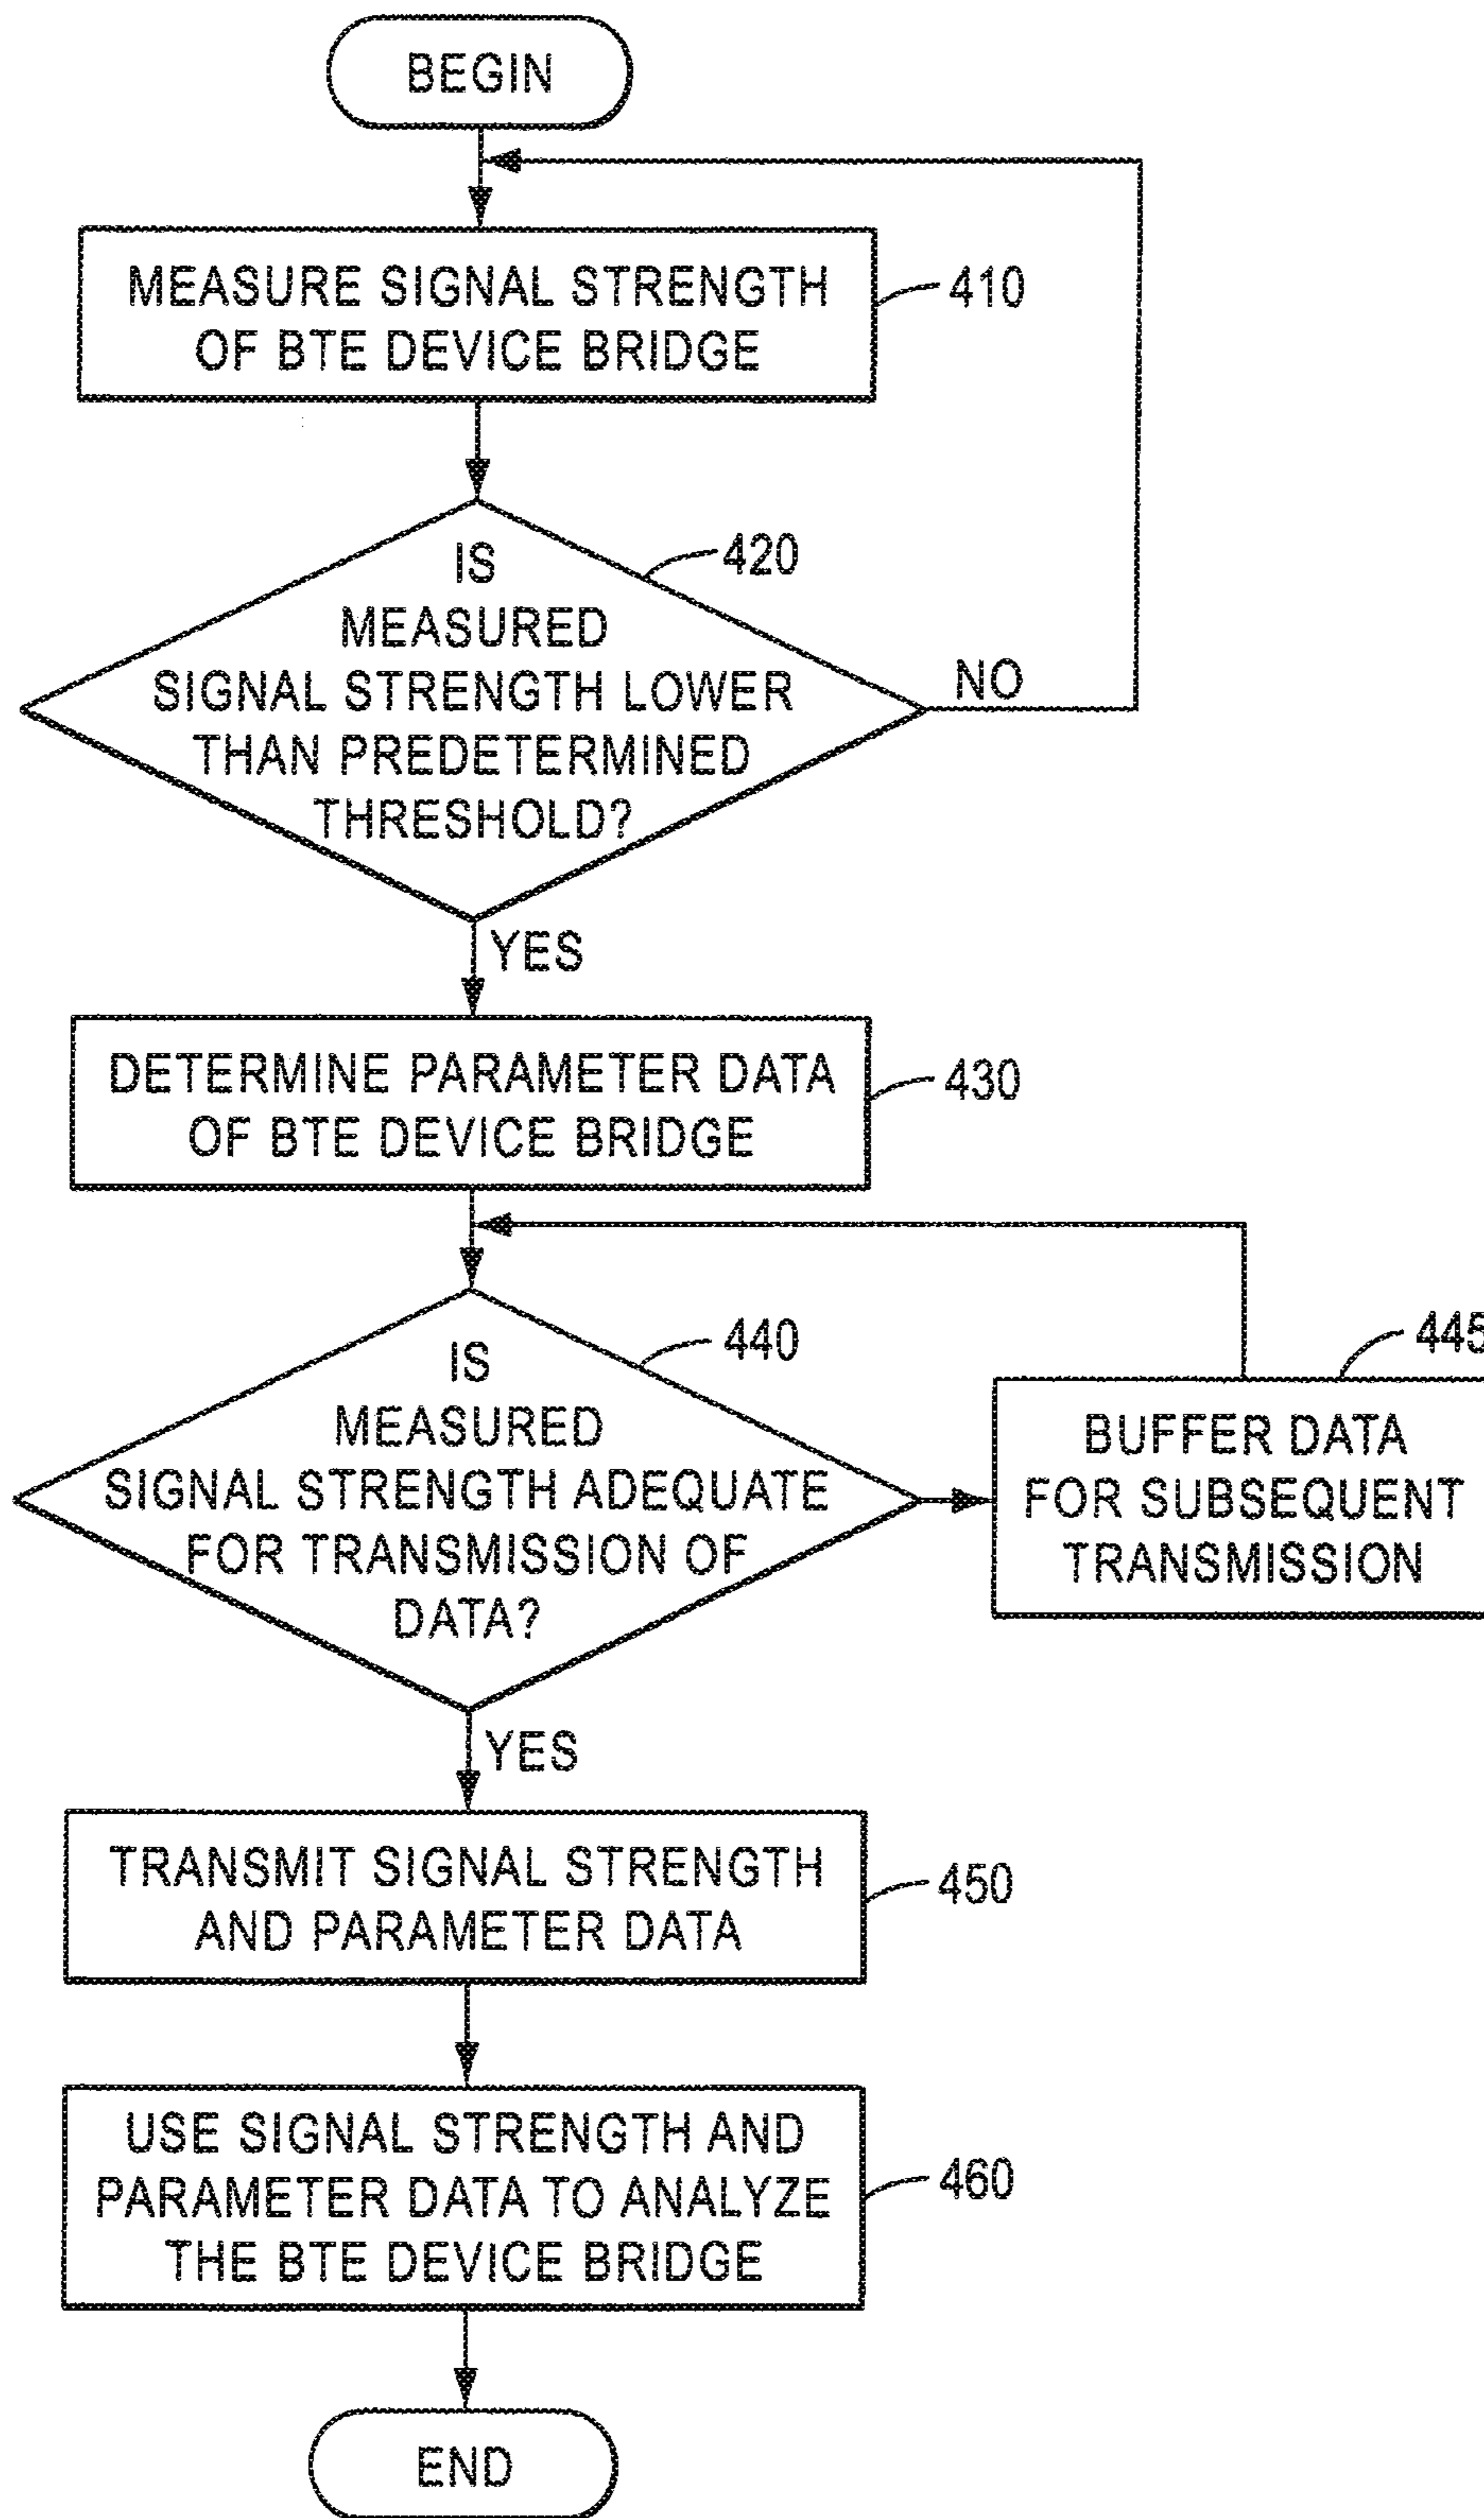 BEGIN
MEASURE SIGNAL STRENGTH
OF BTE DEVICE BRIDGE
410
IS
MEASURED
SIGNAL STRENGTH LOWER
THAN PREDETERMINED
THRESHOLD?
420
NO
YES
DETERMINE PARAMETER DATA
OF BTE DEVICE BRIDGE
430
IS
MEASURED
SIGNAL STRENGTH ADEQUATE
FOR TRANSMISSION OF
DATA?
440
445
BUFFER DATA
FOR SUBSEQUENT
TRANSMISSION
YES
TRANSMIT SIGNAL STRENGTH
AND PARAMETER DATA
450
USE SIGNAL STRENGTH AND
PARAMETER DATA TO ANALYZE
THE BTE DEVICE BRIDGE
460
END